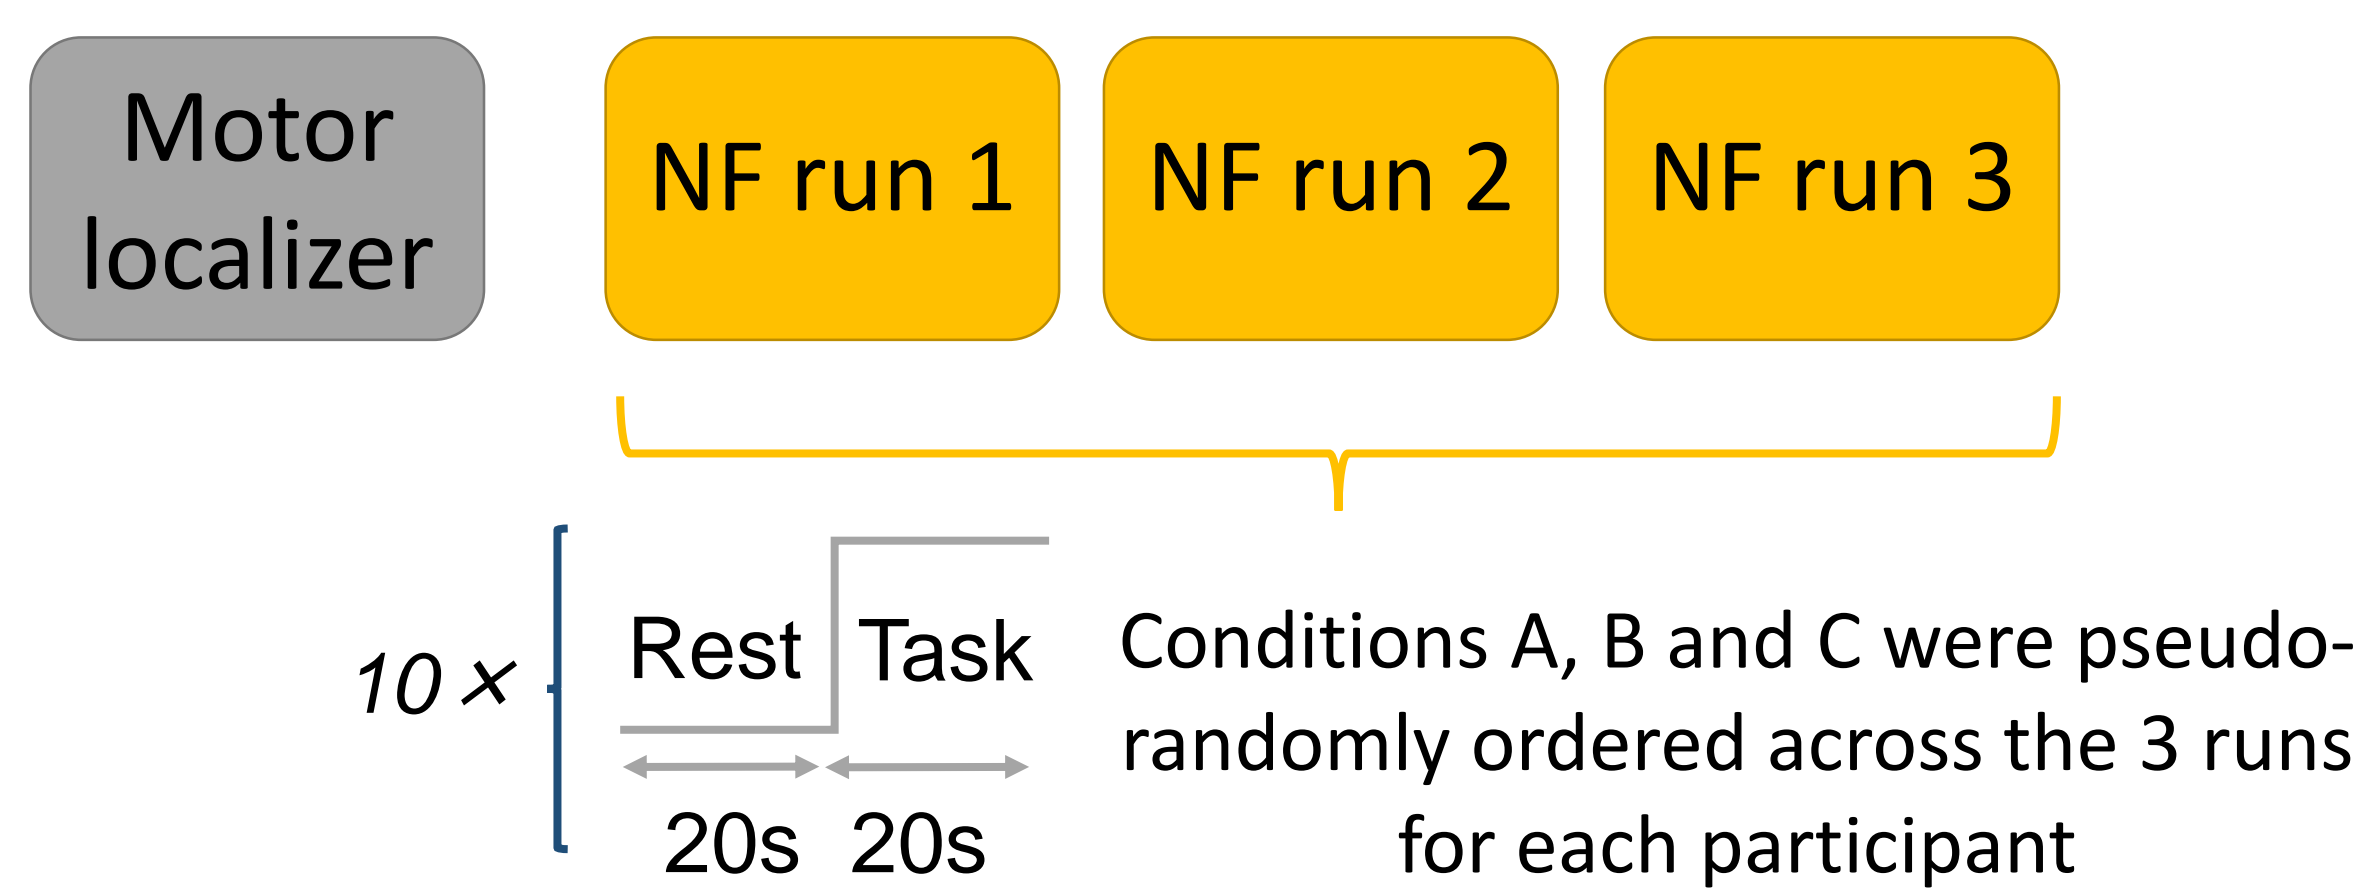 Motor
localizer
NF run 1
NF run 2
NF run 3
10 ×
Rest
Task
20s
20s
Conditions A, B and C were pseudo-
randomly ordered across the 3 runs
for each participant